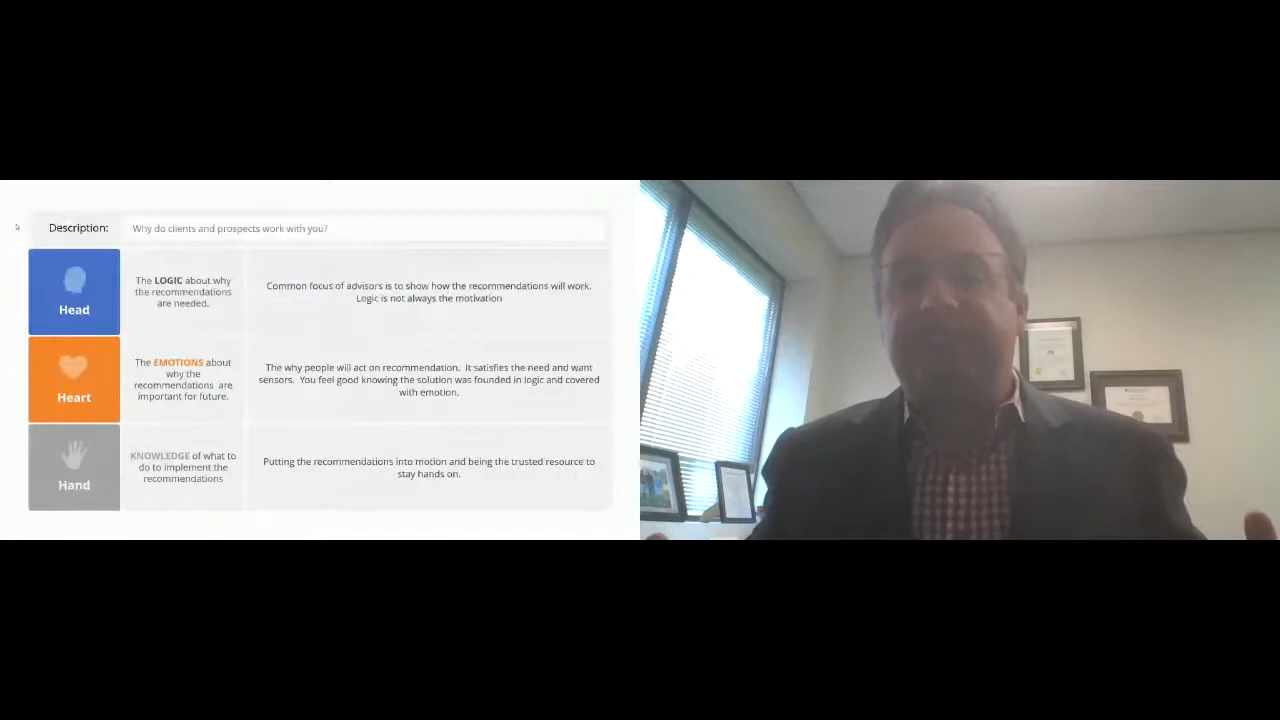 Description:
Why do clients and prospects work with you?
Head
The LOGIC about why
the recommendations
are needed.
Common focus of advisors is to show how the recommendations will work.
Logic is not always the motivation
Heart
The EMOTIONS about
why the
recommendations are
important for future.
The why people will act on recommendation. It satisfies the need and want
sensors. You feel good knowing the solution was founded in logic and covered
with emotion.
Hand
KNOWLEDGE of what to
do to implement the
recommendations
Putting the recommendations into motion and being the trusted resource to
stay hands on.